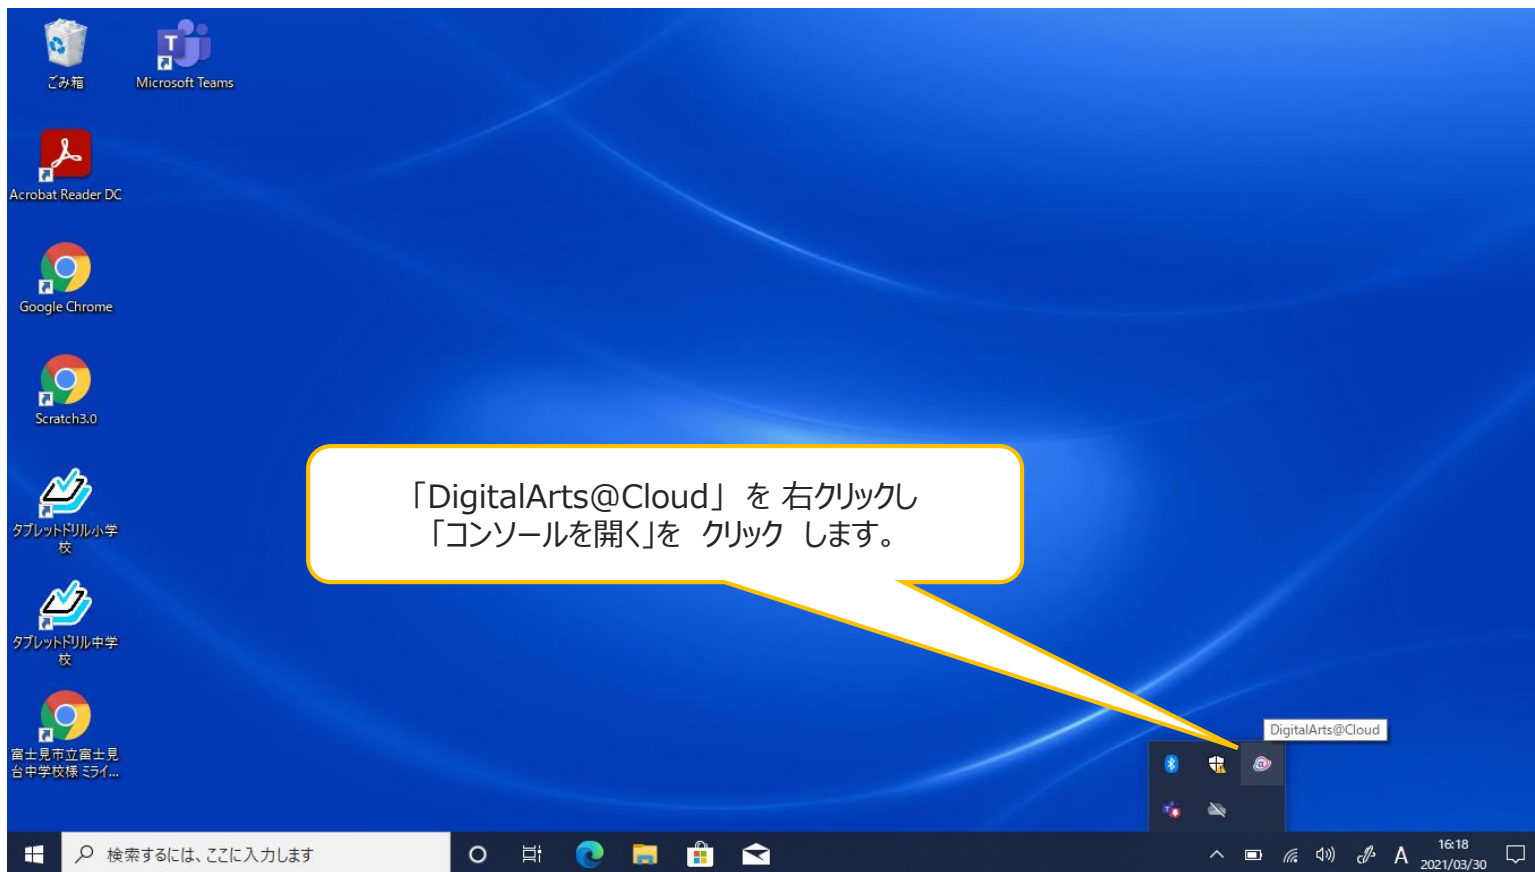 ごみ箱
Microsoft Teams
Acrobat Reader DC
Google Chrome
Scratch3.0
タブレットドリル小学
校
タブレットドリル中学
校
富士見市立富士見
台中学校様 ミライ...
「DigitalArts@Cloud」 を 右クリックし
「コンソールを開く」を クリック します。
DigitalArts@Cloud
検索するには、ここに入力します
A
16:18
2021/03/30